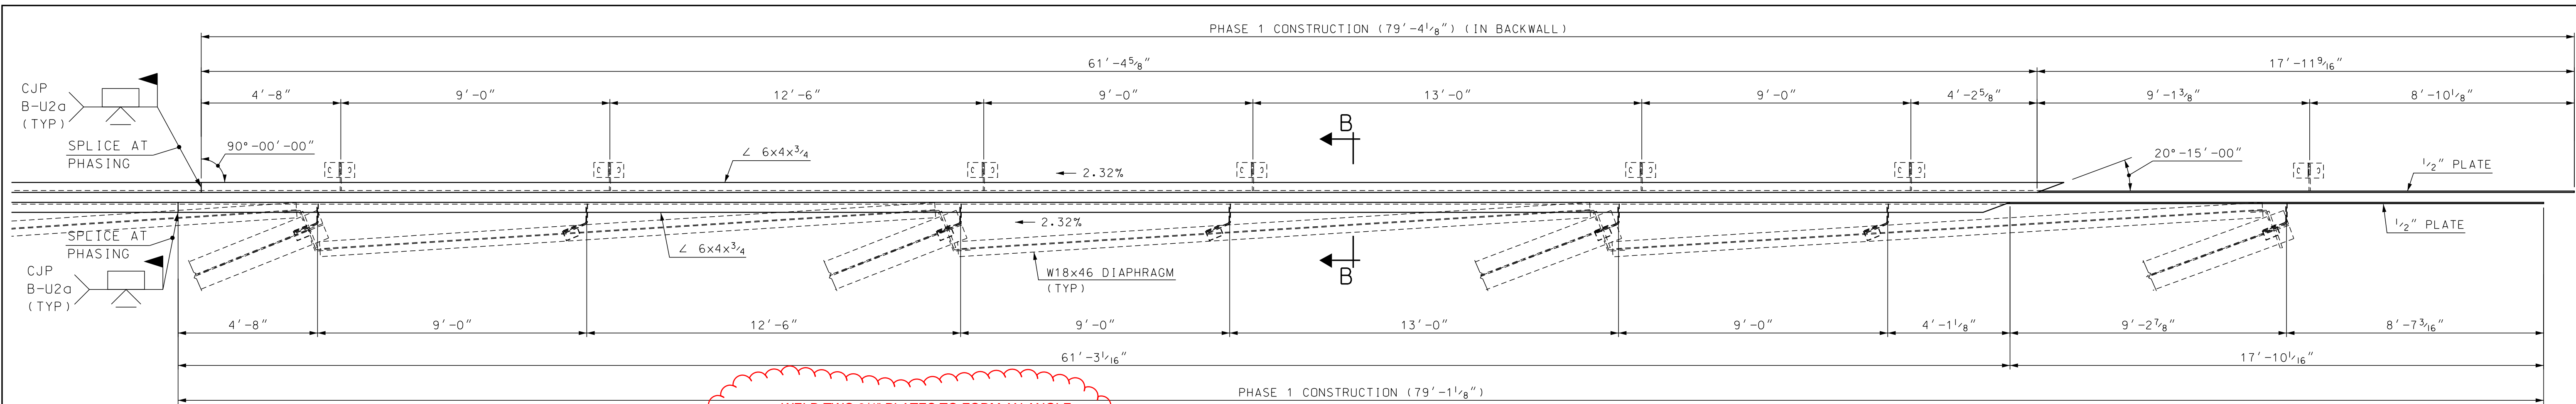 PHASE 1 CONSTRUCTION (79'-4 1/8") (IN BACKWALL)
61'-4 5/8"
17'-11 9/16"
4'-8"
9'-0"
12'-6"
9'-0"
13'-0"
9'-0"
4'-2 5/8"
9'-1 3/8"
8'-10 1/8"
CJP
B-U2a
(TYP)
SPLICE AT
PHASING
90°-00'-00"
∠ 6x4x3/4
2.32%
B
20°-15'-00"
1/2" PLATE
SPLICE AT
PHASING
CJP
B-U2a
(TYP)
∠ 6x4x3/4
2.32%
W18x46 DIAPHRAGM
(TYP)
B
1/2" PLATE
4'-8"
9'-0"
12'-6"
9'-0"
13'-0"
9'-0"
4'-1 1/8"
9'-2 7/8"
8'-7 3/16"
61'-3 1/16"
17'-10 1/16"
PHASE 1 CONSTRUCTION (79'-1 1/8")